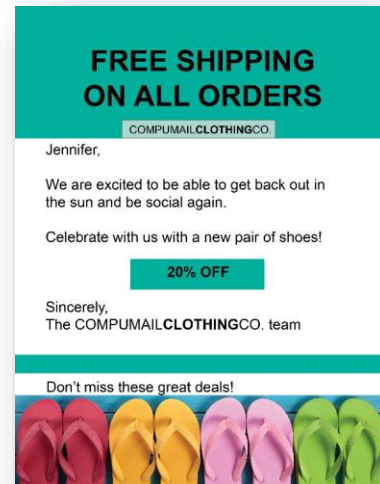 FREE SHIPPING
ON ALL ORDERS
COMPUMAILCLOTHINGCO.
Jennifer,
We are excited to be able to get back out in
the sun and be social again.
Celebrate with us with a new pair of shoes!
20% OFF
Sincerely,
The COMPUMAILCLOTHINGCO. team
Don't miss these great deals!